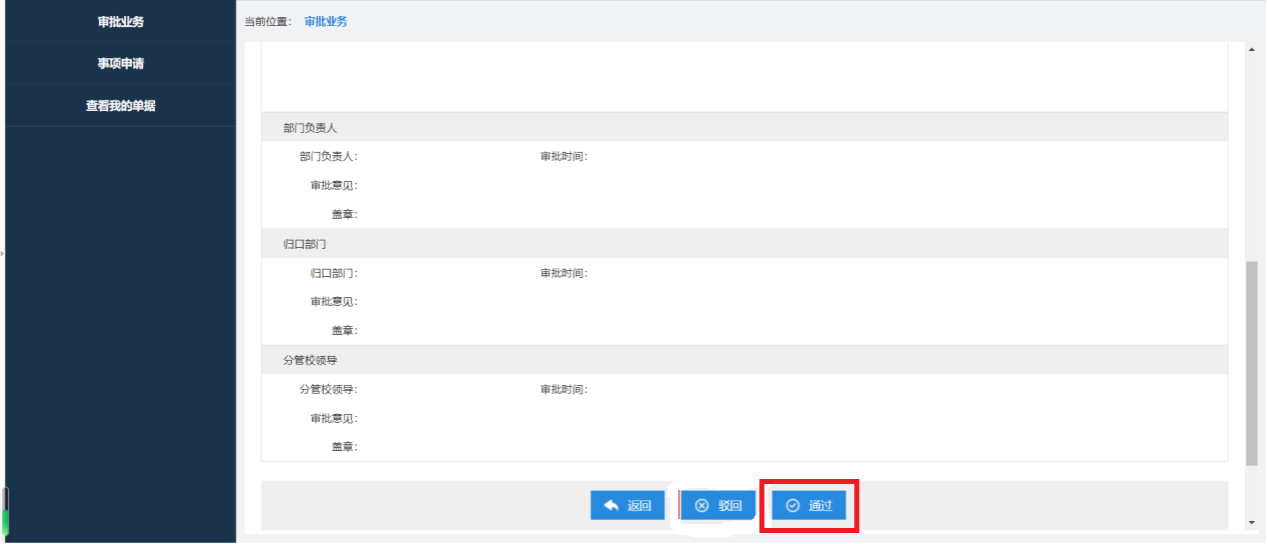 审批业务
当前位置： 审批业务
事项申请
查看我的单据
部门负责人
部门负责人： 审批时间：
审批意见：
盖章：
归口部门
归口部门： 审批时间：
审批意见：
盖章：
分管校领导
分管校领导： 审批时间：
审批意见：
盖章：
返回 驳回 通过